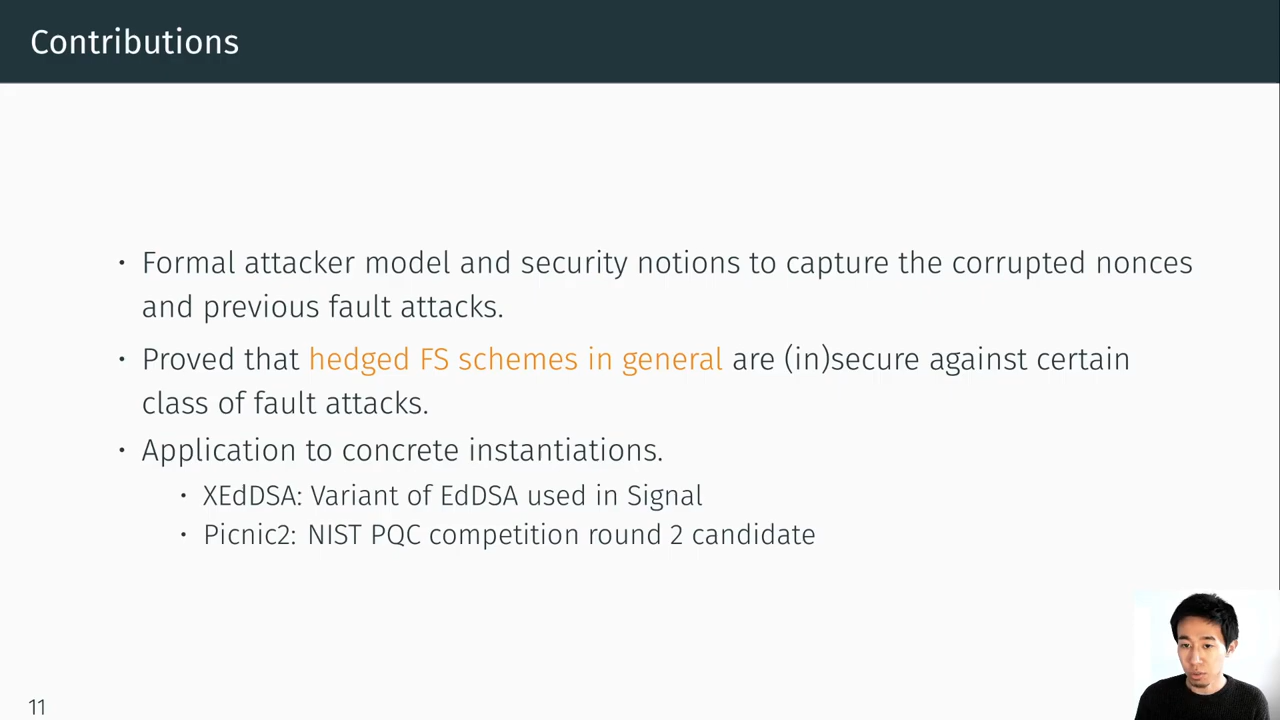 Contributions
• Formal attacker model and security notions to capture the corrupted nonces
and previous fault attacks.
• Proved that hedged FS schemes in general are (in)secure against certain
class of fault attacks.
• Application to concrete instantiations.
• XEdDSA: Variant of EdDSA used in Signal
• Picnic2: NIST PQC competition round 2 candidate
11